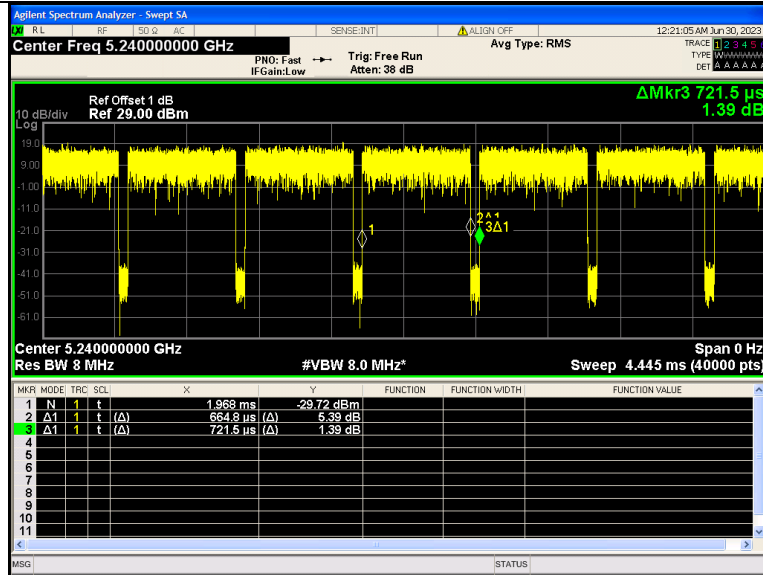 Agilent Spectrum Analyzer - Swept SA
LXI RL RF 50 Ω AC SENSE:INT ALIGN OFF 12:21:05 AM Jun 30, 2023
Center Freq 5.240000000 GHz
Avg Type: RMS
TRACE 1 2 3 4 5
PNO: Fast Trig: Free Run
TYPE W
IFGain:Low Atten: 38 dB
DET A A A A A
ΔMkr3 721.5 µs
1.39 dB
Ref Offset 1 dB
10 dB/div Ref 29.00 dBm
Log
19.0
9.00
-1.00
-11.0
-21.0
-31.0
-41.0
-51.0
-61.0
1
2^1
3Δ1
Center 5.240000000 GHz Span 0 Hz
Res BW 8 MHz #VBW 8.0 MHz* Sweep 4.445 ms (40000 pts)
MKR MODE TRC SCL X Y FUNCTION FUNCTION WIDTH FUNCTION VALUE
1 N 1 t 1.968 ms -29.72 dBm
2 Δ1 1 t (Δ) 664.8 µs (Δ) 5.39 dB
3 Δ1 1 t (Δ) 721.5 µs (Δ) 1.39 dB
4
5
6
7
8
9
10
11
MSG STATUS